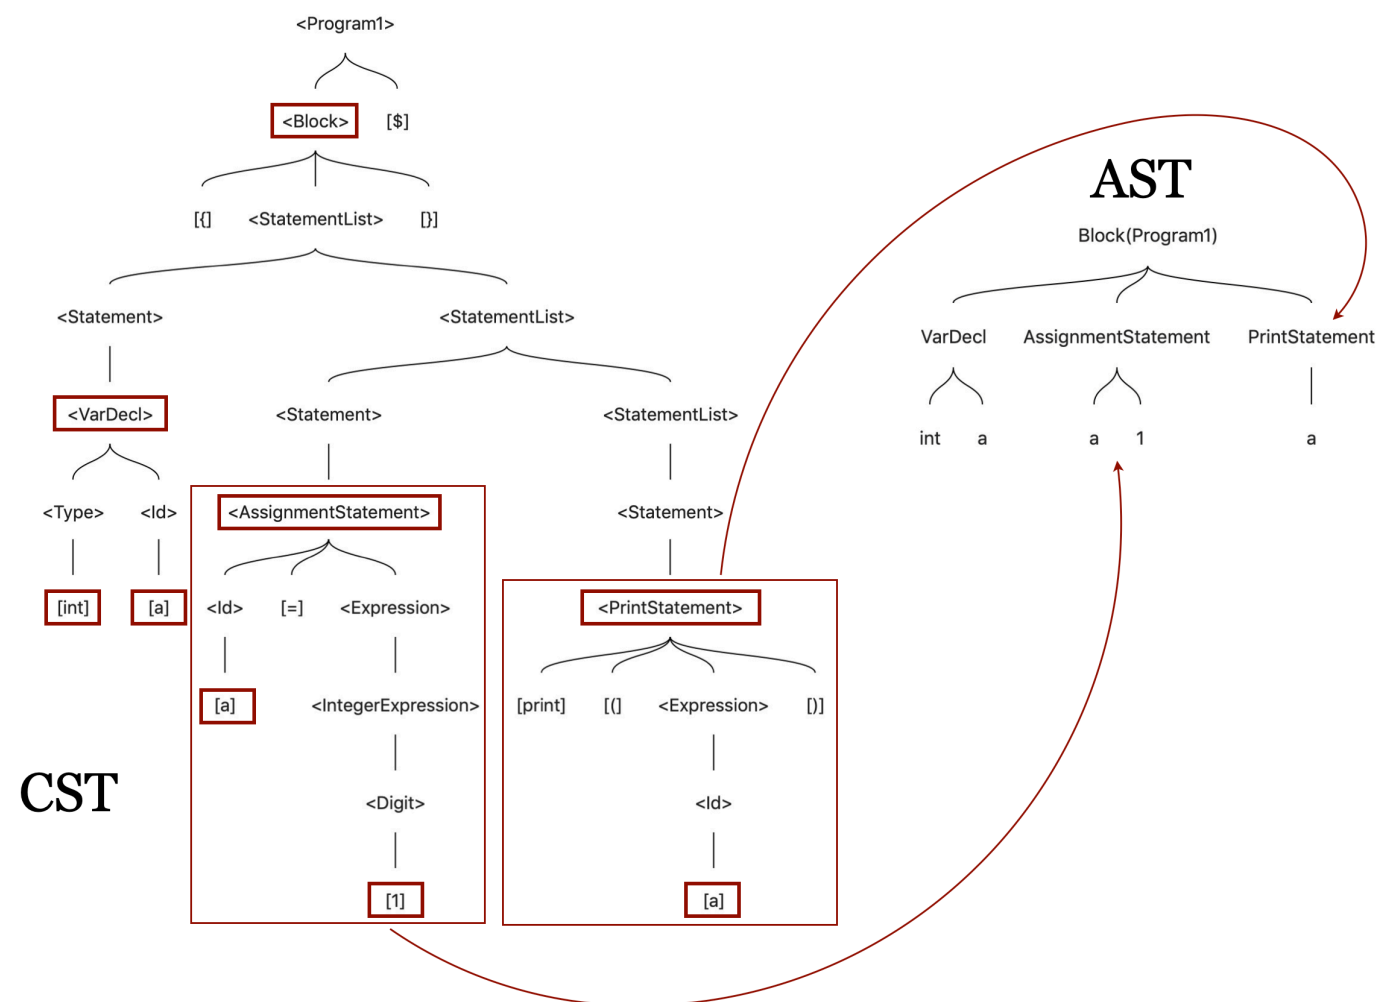 <Program1>
<Block> [$]
AST
[{] <StatementList> [}]
Block(Program1)
<Statement> <StatementList>
VarDecl AssignmentStatement PrintStatement
<VarDecl> <Statement> <StatementList>
int a a 1 a
<Type> <Id> <AssignmentStatement> <Statement>
[int] [a] <Id> [=] <Expression> <PrintStatement>
[a] <IntegerExpression> [print] [(] <Expression> [)]
CST
<Digit> <Id>
[1] [a]